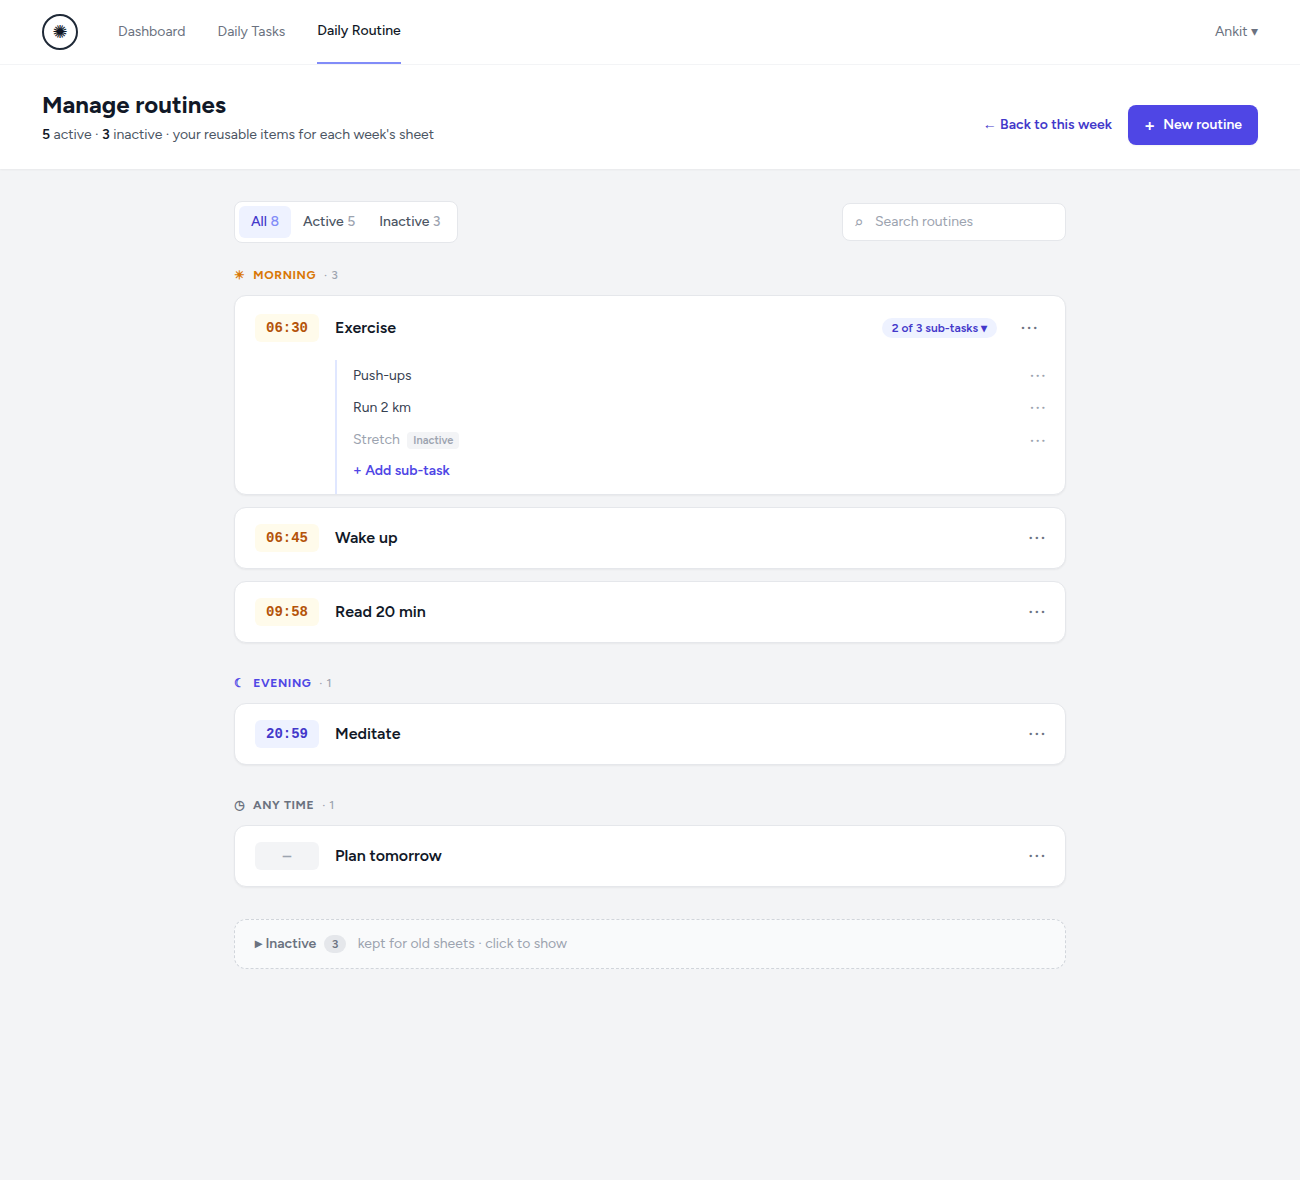 Dashboard Daily Tasks Daily Routine Ankit ▾
Manage routines
5 active · 3 inactive · your reusable items for each week's sheet
← Back to this week + New routine
All 8 Active 5 Inactive 3 Search routines
☀ MORNING · 3
06:30 Exercise 2 of 3 sub-tasks ▾ ···
Push-ups ···
Run 2 km ···
Stretch Inactive ···
+ Add sub-task
06:45 Wake up ···
09:58 Read 20 min ···
☾ EVENING · 1
20:59 Meditate ···
◷ ANY TIME · 1
— Plan tomorrow ···
▸ Inactive 3 kept for old sheets · click to show